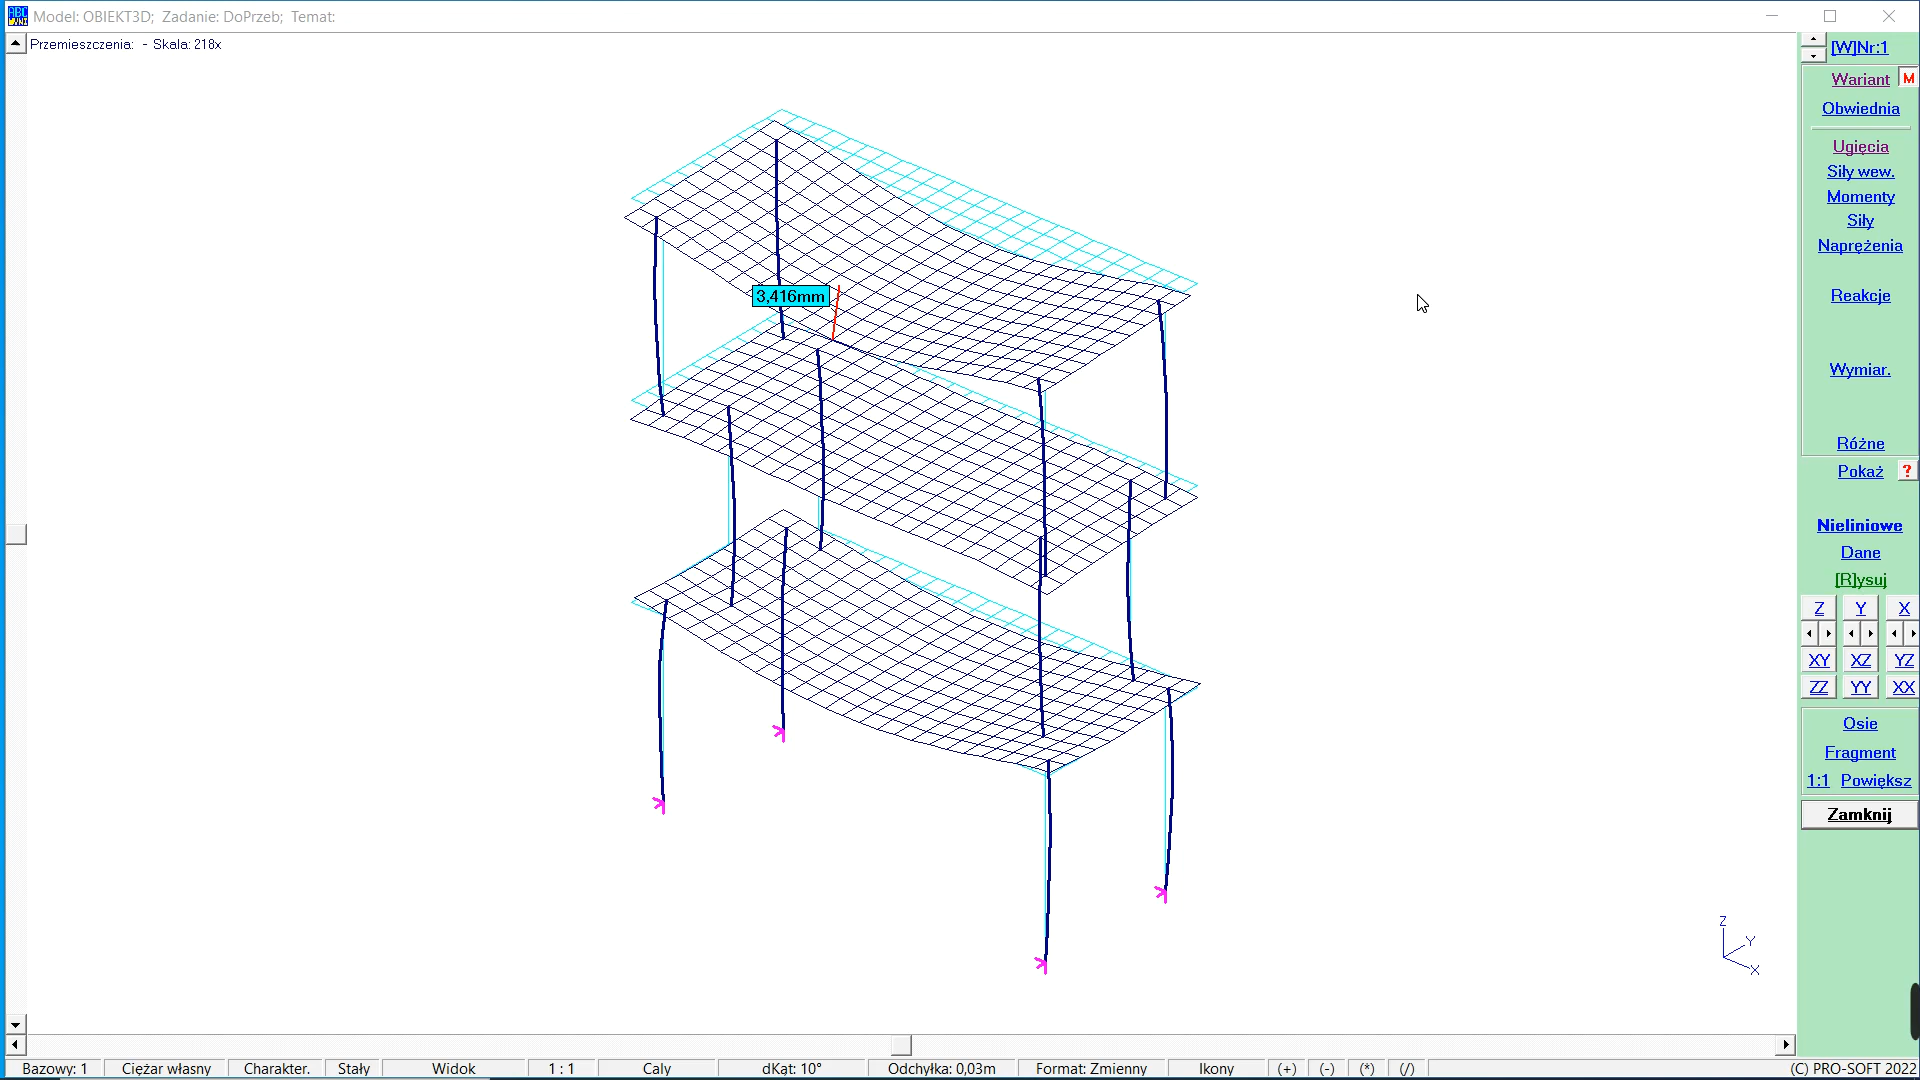 Model: OBIEKT3D; Zadanie: DoPrzeb; Temat:
Przemieszczenia: - Skala: 218x
3,416mm
[W]Nr:1
Wariant M
Obwiednia
Ugięcia
Siły wew.
Momenty
Siły
Naprężenia
Reakcje
Wymiar.
Różne
Pokaż ?
Nieliniowe
Dane
[R]ysuj
Z Y X
XY XZ YZ
ZZ YY XX
Osie
Fragment
1:1 Powiększ
Zamknij
Z
Y
X
Bazowy: 1 Ciężar własny Charakter. Stały Widok 1 : 1 Cały dKąt: 10° Odchyłka: 0,03m Format: Zmienny Ikony (+) (-) (*) (/) (C) PRO-SOFT 2022